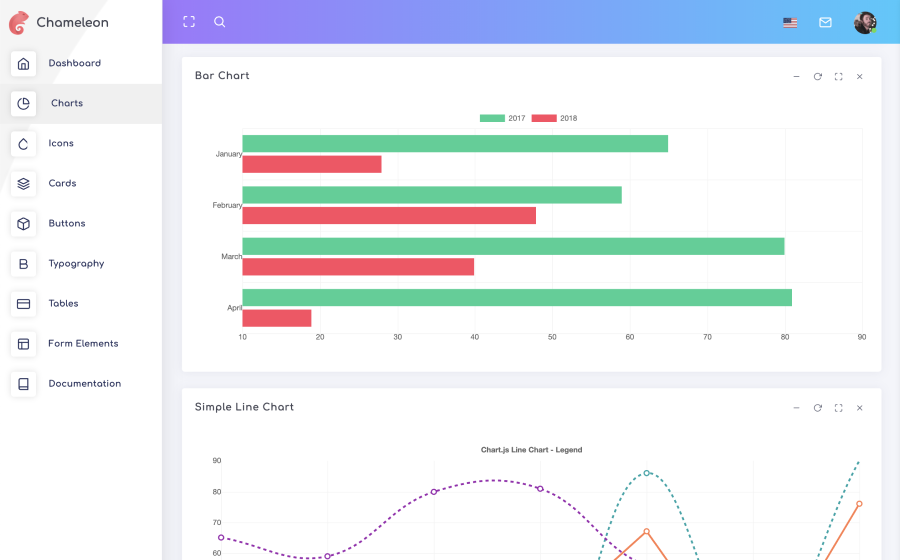 Chameleon
Dashboard
Charts
Icons
Cards
Buttons
Typography
Tables
Form Elements
Documentation
Bar Chart
2017 2018
January
February
March
April
10 20 30 40 50 60 70 80 90
Simple Line Chart
Chart.js Line Chart - Legend
90
80
70
60